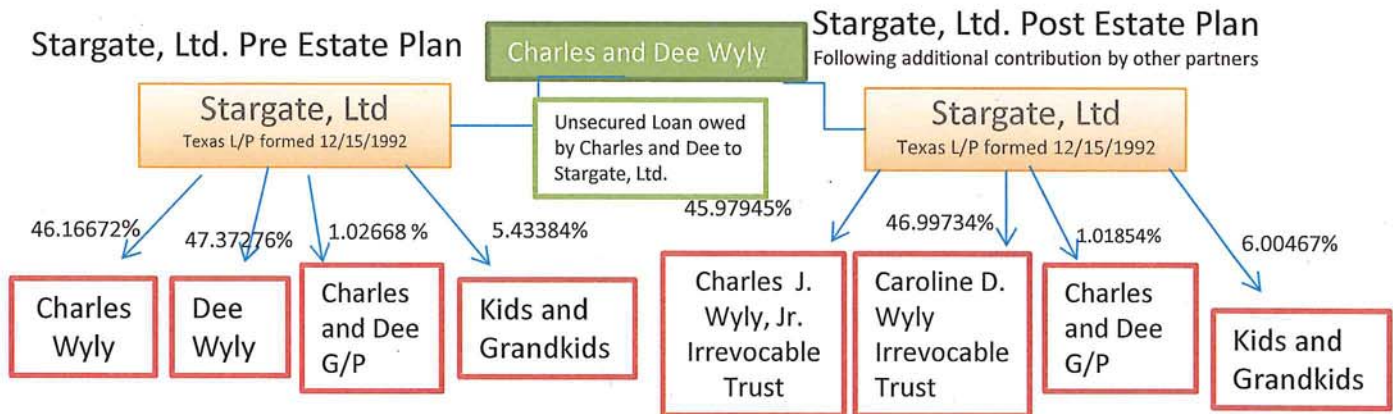 Stargate, Ltd. Pre Estate Plan
Charles and Dee Wyly
Stargate, Ltd. Post Estate Plan
Following additional contribution by other partners
Stargate, Ltd
Texas L/P formed 12/15/1992
Unsecured Loan owed
by Charles and Dee to
Stargate, Ltd.
Stargate, Ltd
Texas L/P formed 12/15/1992
46.16672%
47.37276%
1.02668 %
5.43384%
45.97945%
46.99734%
1.01854%
6.00467%
Charles
Wyly
Dee
Wyly
Charles
and Dee
G/P
Kids and
Grandkids
Charles J.
Wyly, Jr.
Irrevocable
Trust
Caroline D.
Wyly
Irrevocable
Trust
Charles
and Dee
G/P
Kids and
Grandkids